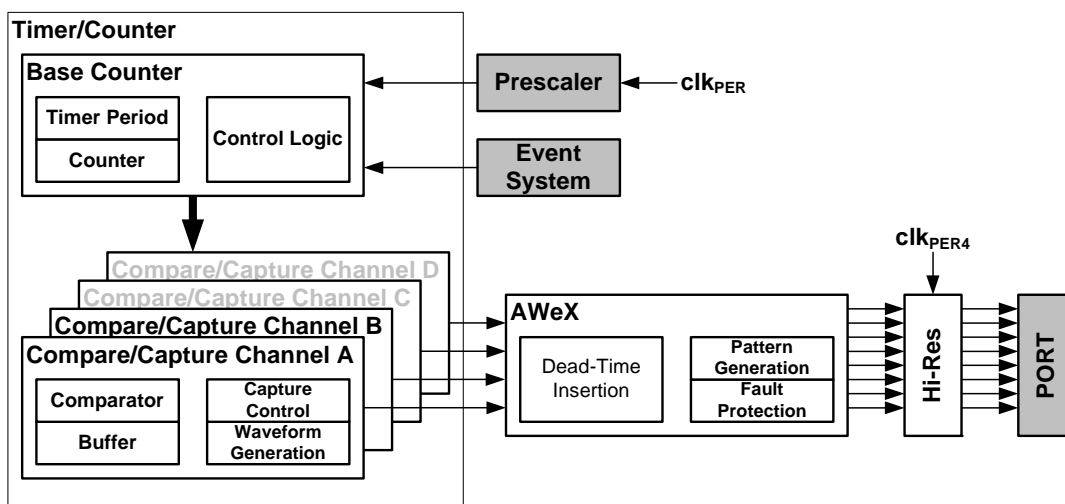 Timer/Counter
Base Counter
Timer Period
Counter
Control Logic
Prescaler
clkPER
Event
System
Compare/Capture Channel D
Compare/Capture Channel C
Compare/Capture Channel B
Compare/Capture Channel A
Comparator
Buffer
Capture
Control
Waveform
Generation
AWeX
Dead-Time
Insertion
Pattern
Generation
Fault
Protection
clkPER4
Hi-Res
PORT